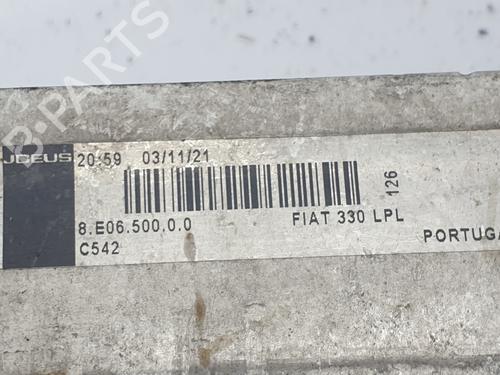 JDEUS 20:59 03/11/21
126
8.E06.500.0.0 FIAT 330 LPL
C542 PORTUGA
B-PARTS